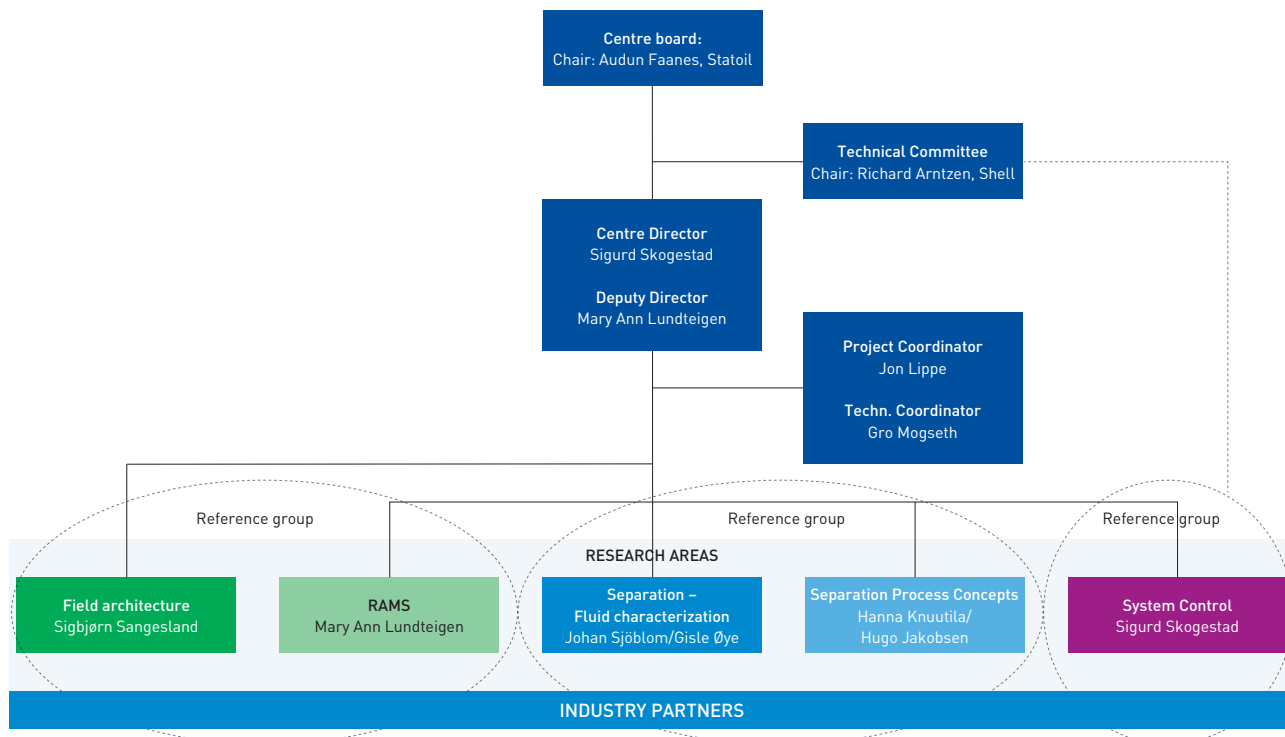 Centre board:
Chair: Audun Faanes, Statoil
Technical Committee
Chair: Richard Arntzen, Shell
Centre Director
Sigurd Skogestad
Deputy Director
Mary Ann Lundteigen
Project Coordinator
Jon Lippe
Techn. Coordinator
Gro Mogseth
Reference group
Reference group
Reference group
RESEARCH AREAS
Field architecture
Sigbjørn Sangesland
RAMS
Mary Ann Lundteigen
Separation –
Fluid characterization
Johan Sjöblom/Gisle Øye
Separation Process Concepts
Hanna Knuutila/
Hugo Jakobsen
System Control
Sigurd Skogestad
INDUSTRY PARTNERS